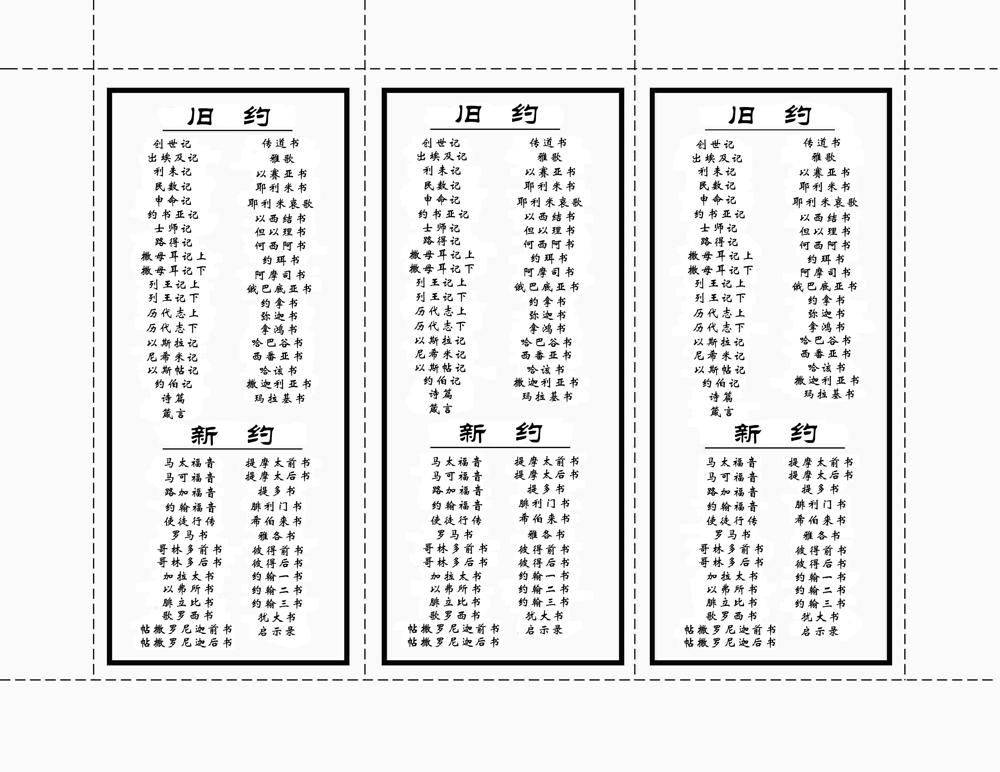 旧 约
创世记
出埃及记
利未记
民数记
申命记
约书亚记
士师记
路得记
撒母耳记上
撒母耳记下
列王记上
列王记下
历代志上
历代志下
以斯拉记
尼希米记
以斯帖记
约伯记
诗篇
箴言
传道书
雅歌
以赛亚书
耶利米书
耶利米哀歌
以西结书
但以理书
何西阿书
约珥书
阿摩司书
俄巴底亚书
约拿书
弥迦书
拿鸿书
哈巴谷书
西番亚书
哈该书
撒迦利亚书
玛拉基书
新 约
马太福音
马可福音
路加福音
约翰福音
使徒行传
罗马书
哥林多前书
哥林多后书
加拉太书
以弗所书
腓立比书
歌罗西书
帖撒罗尼迦前书
帖撒罗尼迦后书
提摩太前书
提摩太后书
提多书
腓利门书
希伯来书
雅各书
彼得前书
彼得后书
约翰一书
约翰二书
约翰三书
犹大书
启示录
旧 约
创世记
出埃及记
利未记
民数记
申命记
约书亚记
士师记
路得记
撒母耳记上
撒母耳记下
列王记上
列王记下
历代志上
历代志下
以斯拉记
尼希米记
以斯帖记
约伯记
诗篇
箴言
传道书
雅歌
以赛亚书
耶利米书
耶利米哀歌
以西结书
但以理书
何西阿书
约珥书
阿摩司书
俄巴底亚书
约拿书
弥迦书
拿鸿书
哈巴谷书
西番亚书
哈该书
撒迦利亚书
玛拉基书
新 约
马太福音
马可福音
路加福音
约翰福音
使徒行传
罗马书
哥林多前书
哥林多后书
加拉太书
以弗所书
腓立比书
歌罗西书
帖撒罗尼迦前书
帖撒罗尼迦后书
提摩太前书
提摩太后书
提多书
腓利门书
希伯来书
雅各书
彼得前书
彼得后书
约翰一书
约翰二书
约翰三书
犹大书
启示录
旧 约
创世记
出埃及记
利未记
民数记
申命记
约书亚记
士师记
路得记
撒母耳记上
撒母耳记下
列王记上
列王记下
历代志上
历代志下
以斯拉记
尼希米记
以斯帖记
约伯记
诗篇
箴言
传道书
雅歌
以赛亚书
耶利米书
耶利米哀歌
以西结书
但以理书
何西阿书
约珥书
阿摩司书
俄巴底亚书
约拿书
弥迦书
拿鸿书
哈巴谷书
西番亚书
哈该书
撒迦利亚书
玛拉基书
新 约
马太福音
马可福音
路加福音
约翰福音
使徒行传
罗马书
哥林多前书
哥林多后书
加拉太书
以弗所书
腓立比书
歌罗西书
帖撒罗尼迦前书
帖撒罗尼迦后书
提摩太前书
提摩太后书
提多书
腓利门书
希伯来书
雅各书
彼得前书
彼得后书
约翰一书
约翰二书
约翰三书
犹大书
启示录